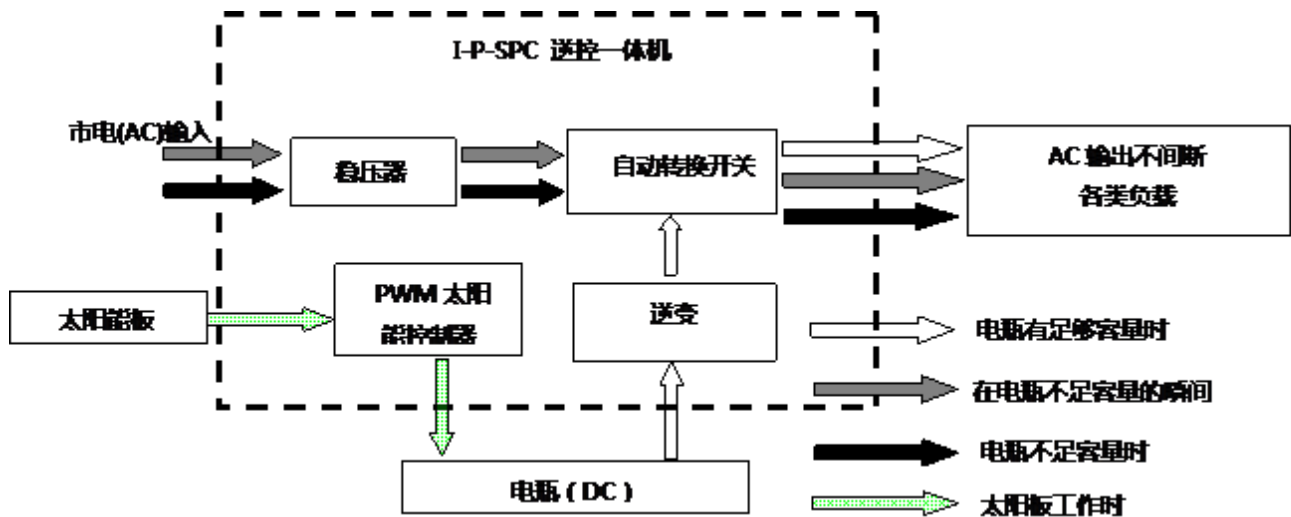 I-P-SPC 逆控一体机
市电(AC)输入
稳压器
自动转换开关
AC 输出不间断
各类负载
太阳能板
PWM 太阳
能控制器
逆变
电瓶 ( DC )
电瓶有足够容量时
在电瓶不足容量的瞬间
电瓶不足容量时
太阳板工作时